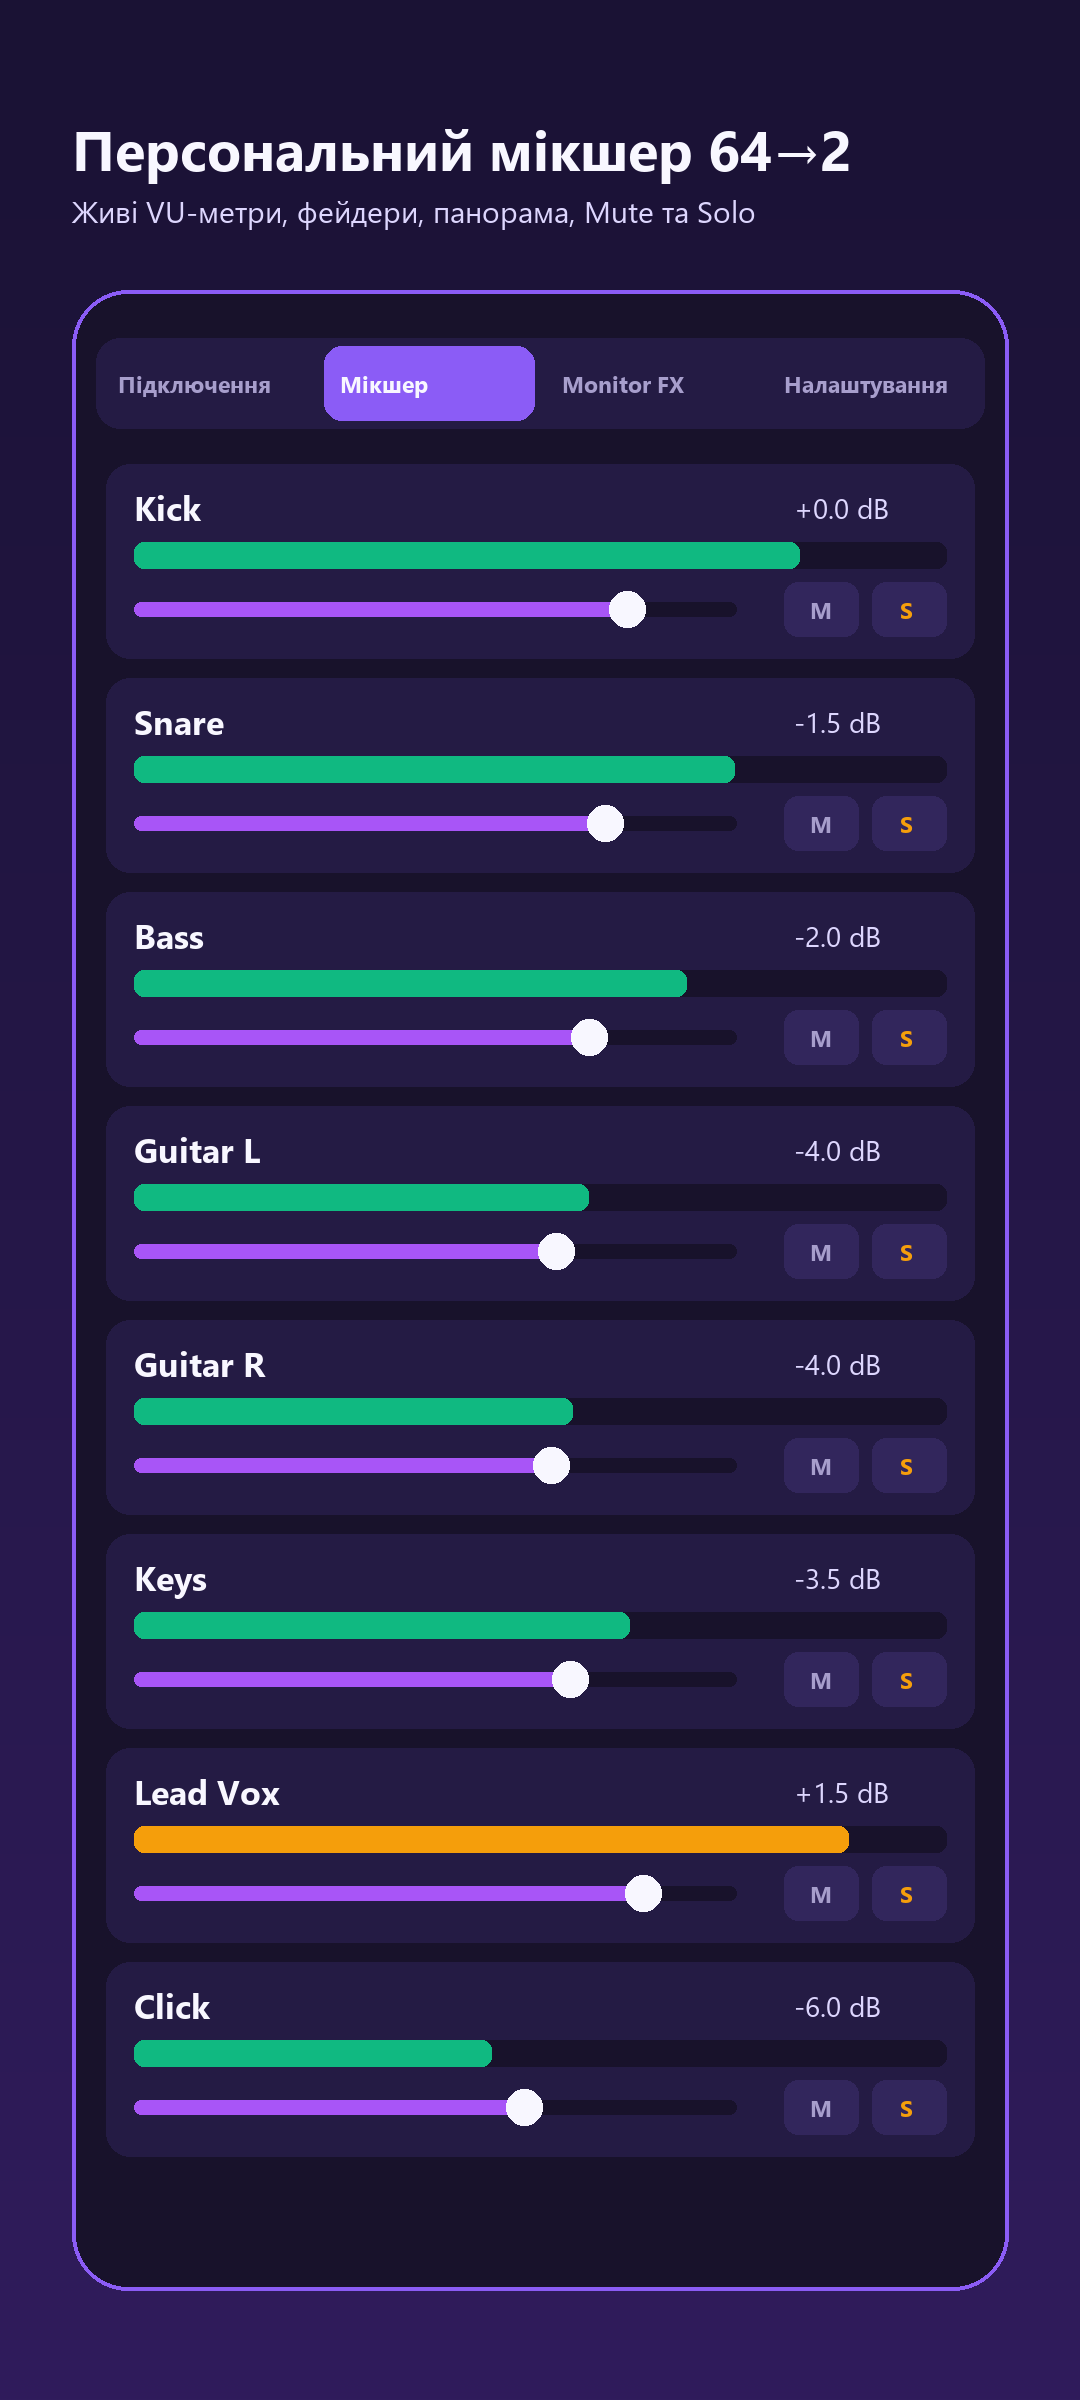 Персональний мікшер 64→2
Живі VU-метри, фейдери, панорама, Mute та Solo
Підключення Мікшер Monitor FX Налаштування
Kick +0.0 dB
M S
Snare -1.5 dB
M S
Bass -2.0 dB
M S
Guitar L -4.0 dB
M S
Guitar R -4.0 dB
M S
Keys -3.5 dB
M S
Lead Vox +1.5 dB
M S
Click -6.0 dB
M S